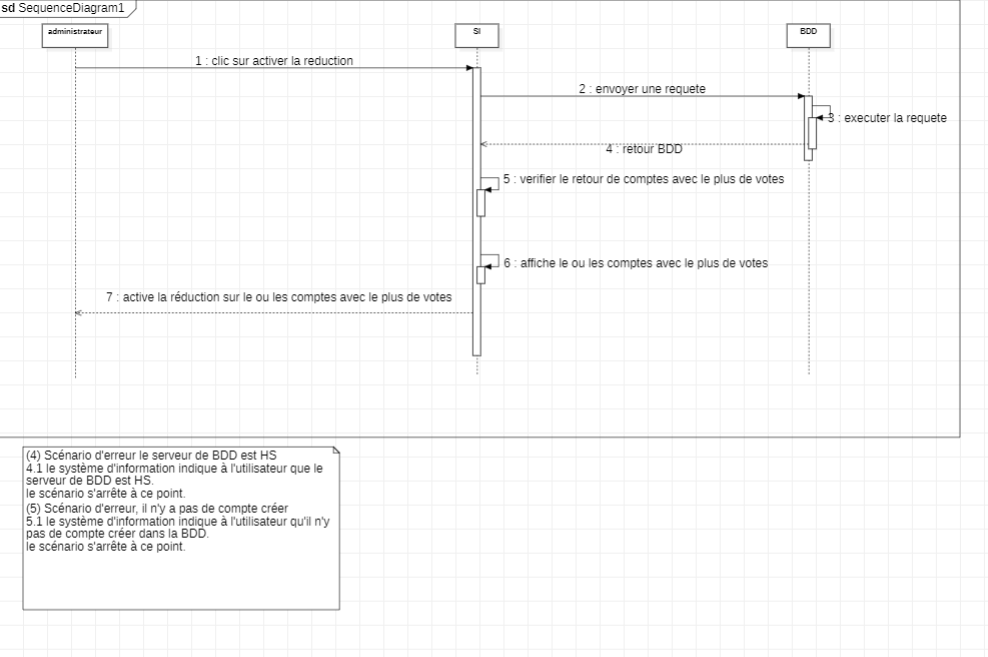 sd SequenceDiagram1
administrateur
SI
BDD
1 : clic sur activer la reduction
2 : envoyer une requete
3 : executer la requete
4 : retour BDD
5 : verifier le retour de comptes avec le plus de votes
6 : affiche le ou les comptes avec le plus de votes
7 : active la réduction sur le ou les comptes avec le plus de votes
(4) Scénario d'erreur le serveur de BDD est HS
4.1 le système d'information indique à l'utilisateur que le
serveur de BDD est HS.
le scénario s'arrête à ce point.
(5) Scénario d'erreur, il n'y a pas de compte créer
5.1 le système d'information indique à l'utilisateur qu'il n'y
pas de compte créer dans la BDD.
le scénario s'arrête à ce point.